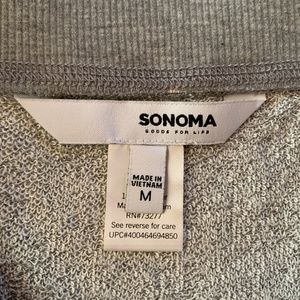 SONOMA
GOODS FOR LIFE
MADE IN
VIETNAM
M
RN#73277
See reverse for care
UPC#400464694850